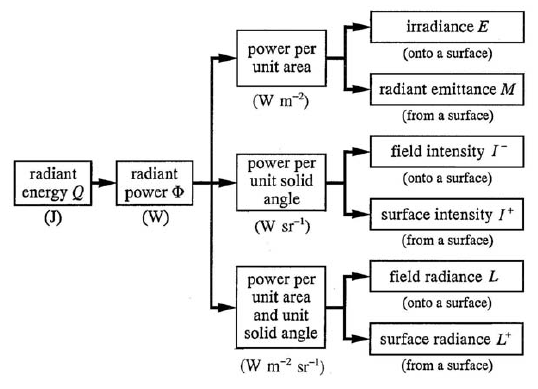 irradiance E
(onto a surface)
power per
unit area
(W m⁻²)
radiant emittance M
(from a surface)
field intensity I⁻
(onto a surface)
radiant
energy Q
(J)
radiant
power Φ
(W)
power per
unit solid
angle
(W sr⁻¹)
surface intensity I⁺
(from a surface)
field radiance L
(onto a surface)
power per
unit area
and unit
solid angle
(W m⁻² sr⁻¹)
surface radiance L⁺
(from a surface)